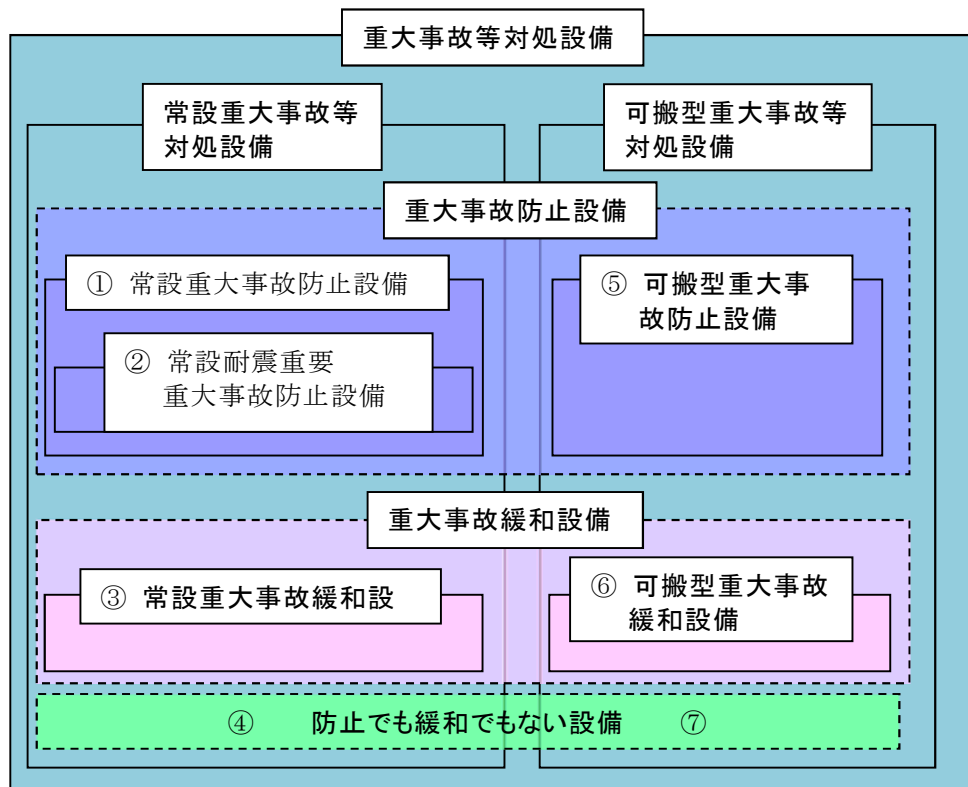 重大事故等対処設備
常設重大事故等
対処設備
可搬型重大事故等
対処設備
重大事故防止設備
① 常設重大事故防止設備
② 常設耐震重要
重大事故防止設備
⑤ 可搬型重大事
故防止設備
重大事故緩和設備
③ 常設重大事故緩和設
⑥ 可搬型重大事故
緩和設備
④ 防止でも緩和でもない設備 ⑦